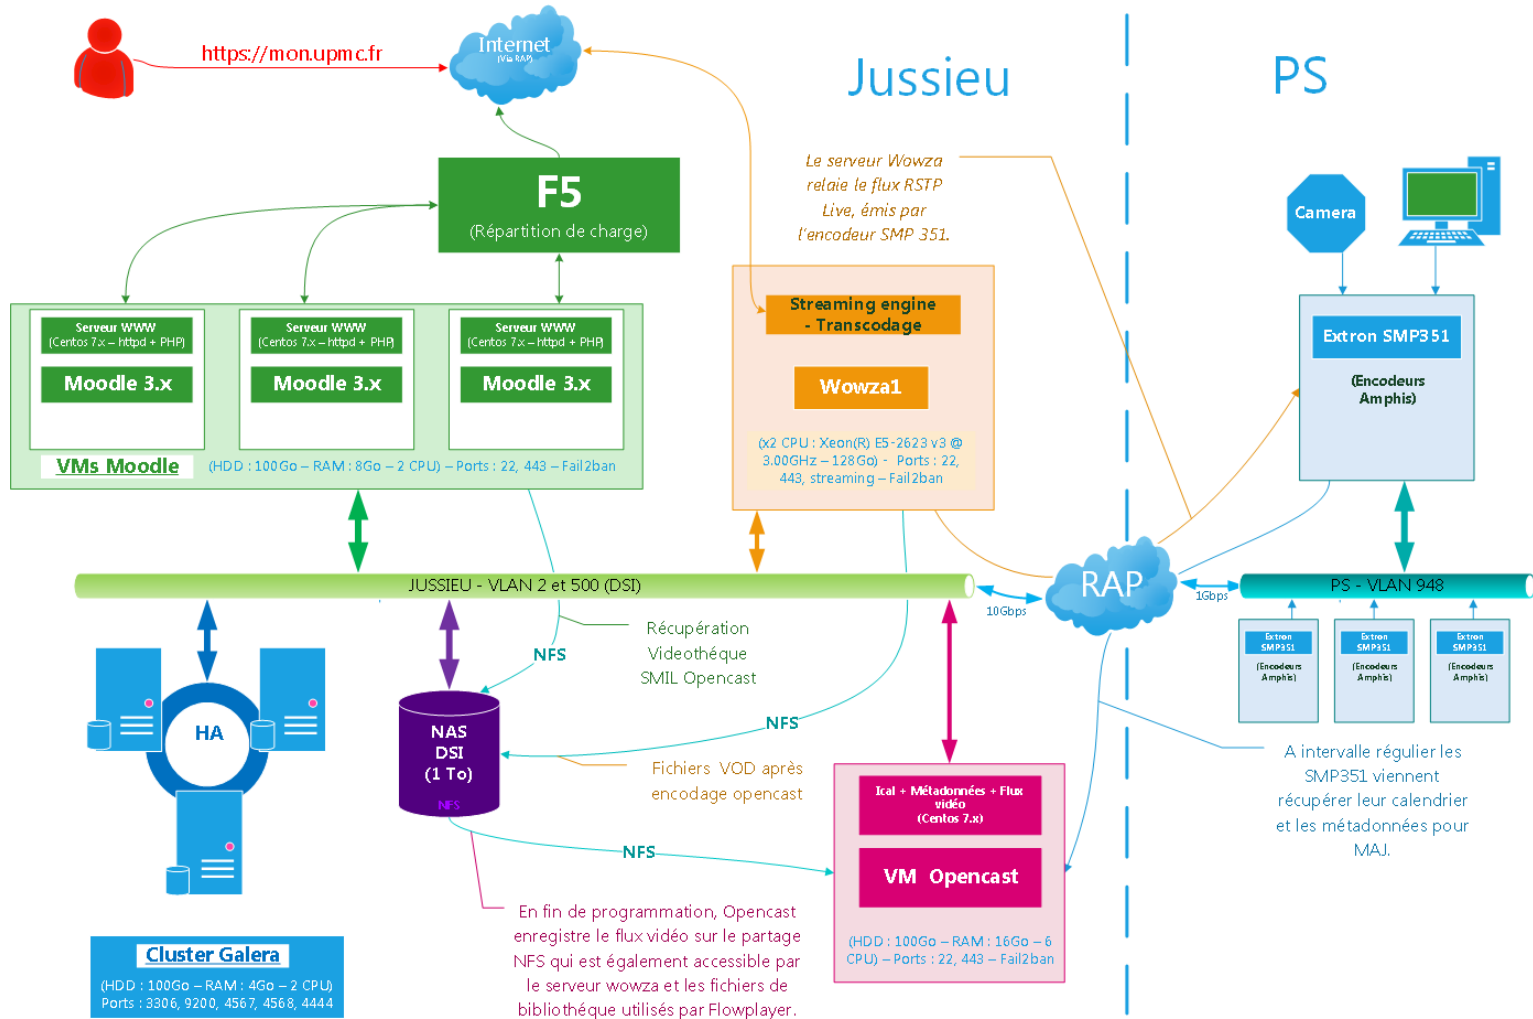 https://mon.upmc.fr
Internet
(Via RAP)
Jussieu
PS
F5
(Répartition de charge)
Le serveur Wowza
relaie le flux RSTP
Live, émis par
l'encodeur SMP 351.
Camera
Serveur WWW
(Centos 7.x – httpd + PHP)
Moodle 3.x
Serveur WWW
(Centos 7.x – httpd + PHP)
Moodle 3.x
Serveur WWW
(Centos 7.x – httpd + PHP)
Moodle 3.x
VMs Moodle
(HDD : 100Go – RAM : 8Go – 2 CPU) – Ports : 22, 443 – Fail2ban
Streaming engine
- Transcodage
Wowza1
(x2 CPU : Xeon(R) E5-2623 v3 @
3.00GHz – 128Go) - Ports : 22,
443, streaming – Fail2ban
Extron SMP351
(Encodeurs
Amphis)
JUSSIEU - VLAN 2 et 500 (DSI)
10Gbps
RAP
1Gbps
PS - VLAN 948
Extron
SMP351
(Encodeurs
Amphis)
Extron
SMP351
(Encodeurs
Amphis)
Extron
SMP351
(Encodeurs
Amphis)
NFS
Récupération
Videothéque
SMIL Opencast
HA
NAS
DSI
(1 To)
NFS
NFS
Fichiers VOD après
encodage opencast
NFS
Ical + Métadonnées + Flux
vidéo
(Centos 7.x)
VM Opencast
(HDD : 100Go – RAM : 16Go – 6
CPU) – Ports : 22, 443 – Fail2ban
A intervalle régulier les
SMP351 viennent
récupérer leur calendrier
et les métadonnées pour
MAJ.
En fin de programmation, Opencast
enregistre le flux vidéo sur le partage
NFS qui est également accessible par
le serveur wowza et les fichiers de
bibliothéque utilisés par Flowplayer.
Cluster Galera
(HDD : 100Go – RAM : 4Go – 2 CPU)
Ports : 3306, 9200, 4567, 4568, 4444